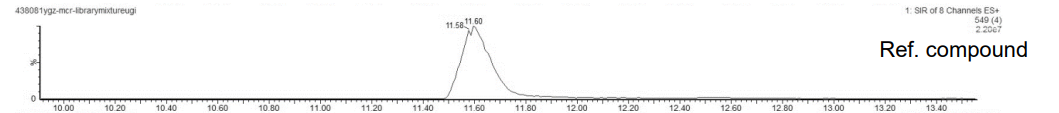 438081ygz-mcr-librarymixtureugi
1: SIR of 8 Channels ES+
549 (4)
2.20e7
Ref. compound
11.58 11.60
%
0
10.00 10.20 10.40 10.60 10.80 11.00 11.20 11.40 11.60 11.80 12.00 12.20 12.40 12.60 12.80 13.00 13.20 13.40